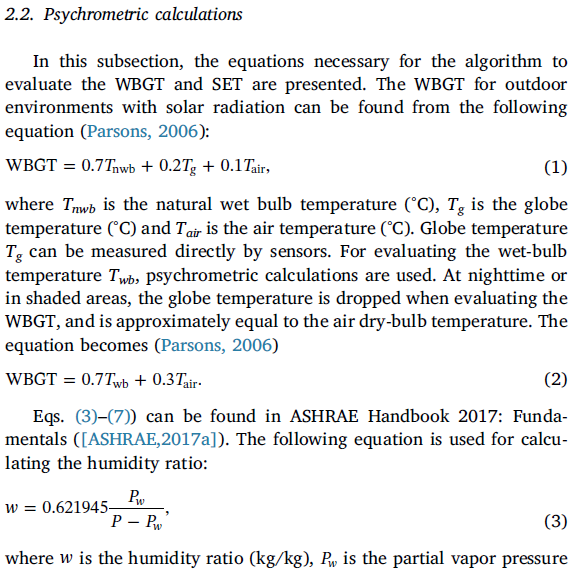 2.2. Psychrometric calculations
In this subsection, the equations necessary for the algorithm to
evaluate the WBGT and SET are presented. The WBGT for outdoor
environments with solar radiation can be found from the following
equation (Parsons, 2006):
WBGT = 0.7Tnwb + 0.2Tg + 0.1Tair, (1)
where Tnwb is the natural wet bulb temperature (°C), Tg is the globe
temperature (°C) and Tair is the air temperature (°C). Globe temperature
Tg can be measured directly by sensors. For evaluating the wet-bulb
temperature Twb, psychrometric calculations are used. At nighttime or
in shaded areas, the globe temperature is dropped when evaluating the
WBGT, and is approximately equal to the air dry-bulb temperature. The
equation becomes (Parsons, 2006)
WBGT = 0.7Twb + 0.3Tair. (2)
Eqs. (3)–(7)) can be found in ASHRAE Handbook 2017: Funda-
mentals ([ASHRAE,2017a]). The following equation is used for calcu-
lating the humidity ratio:
w = 0.621945 Pw / (P − Pw), (3)
where w is the humidity ratio (kg/kg), Pw is the partial vapor pressure